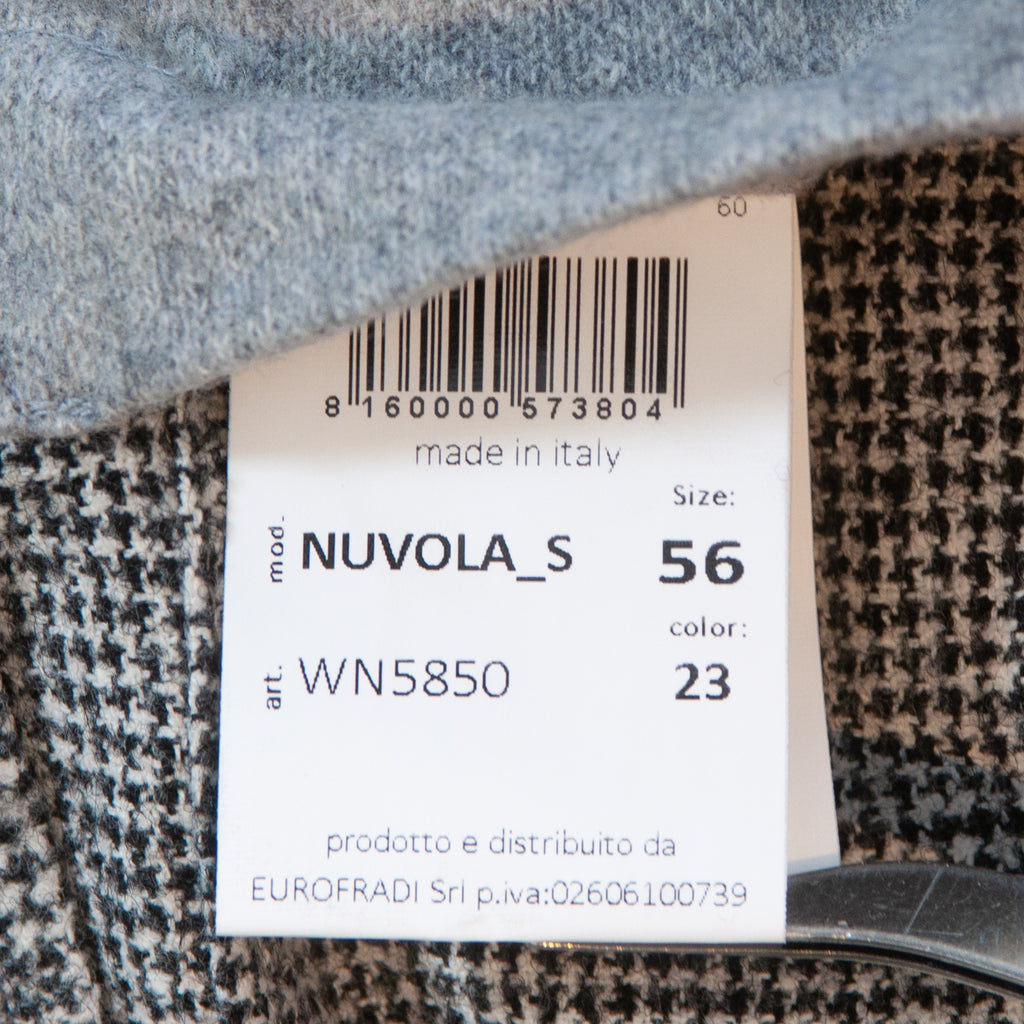 60
8 160000 573804
made in italy
Size:
mod. NUVOLA_S 56
color:
art. WN5850 23
prodotto e distribuito da
EUROFRADI Srl p.iva:02606100739